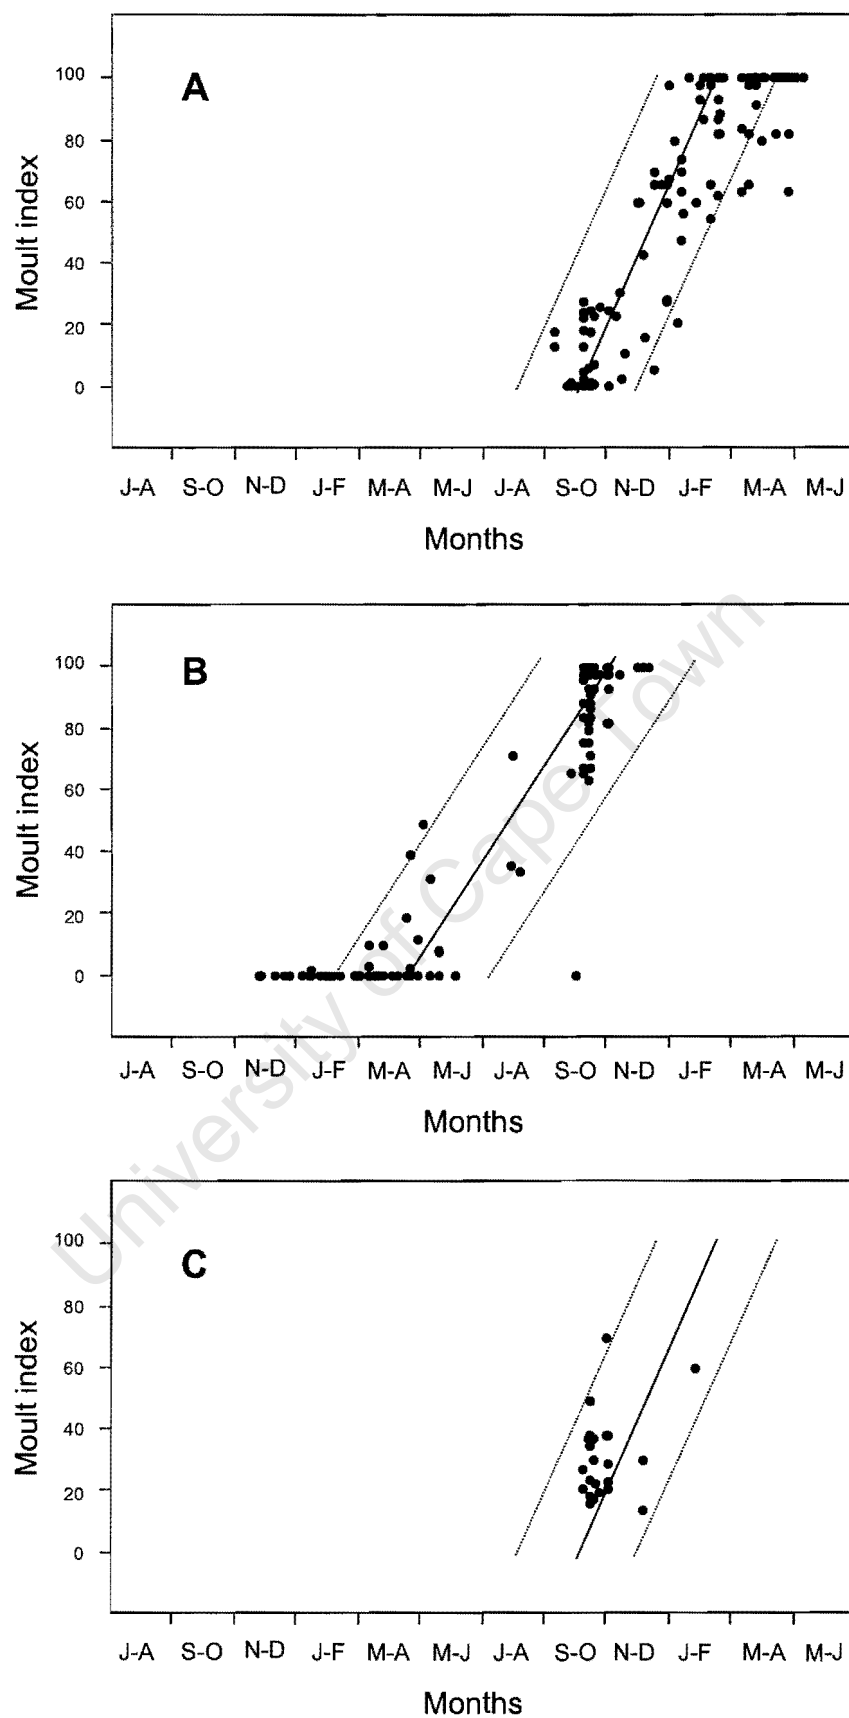 A
Moult index
100
80
60
40
20
0
J-A S-O N-D J-F M-A M-J J-A S-O N-D J-F M-A M-J
Months
B
Moult index
100
80
60
40
20
0
J-A S-O N-D J-F M-A M-J J-A S-O N-D J-F M-A M-J
Months
C
Moult index
100
80
60
40
20
0
J-A S-O N-D J-F M-A M-J J-A S-O N-D J-F M-A M-J
Months
University of Cape Town